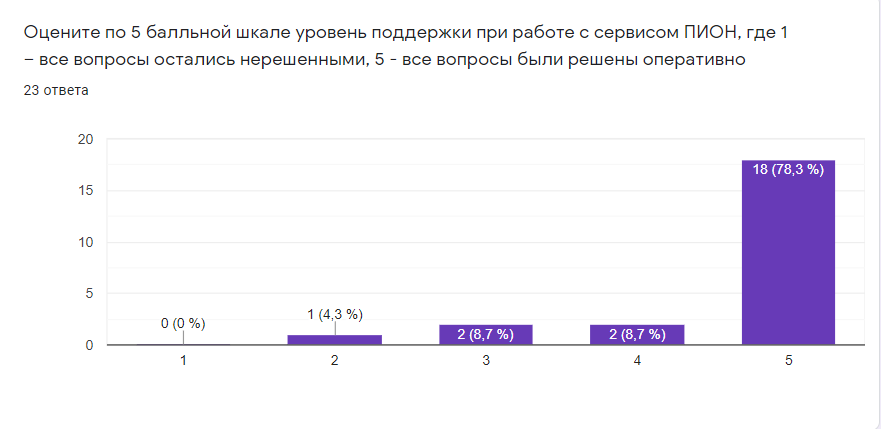 Оцените по 5 балльной шкале уровень поддержки при работе с сервисом ПИОН, где 1
– все вопросы остались нерешенными, 5 - все вопросы были решены оперативно
23 ответа
20
15
10
5
0
0 (0 %)
1 (4,3 %)
2 (8,7 %)
2 (8,7 %)
18 (78,3 %)
1 2 3 4 5